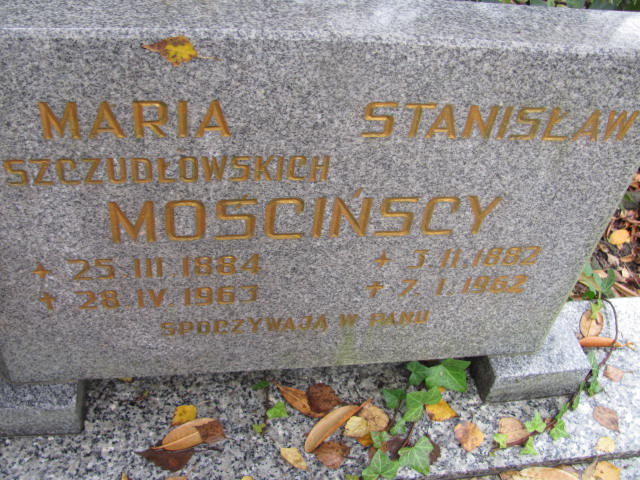 MARIA STANISŁAW
SZCZUDŁOWSKICH
MOSCIŃSCY
+ 25.III.1884 + 3.II.1882
+ 28.IV.1963 + 7.I.1962
SPOCZYWAJĄ W PANU